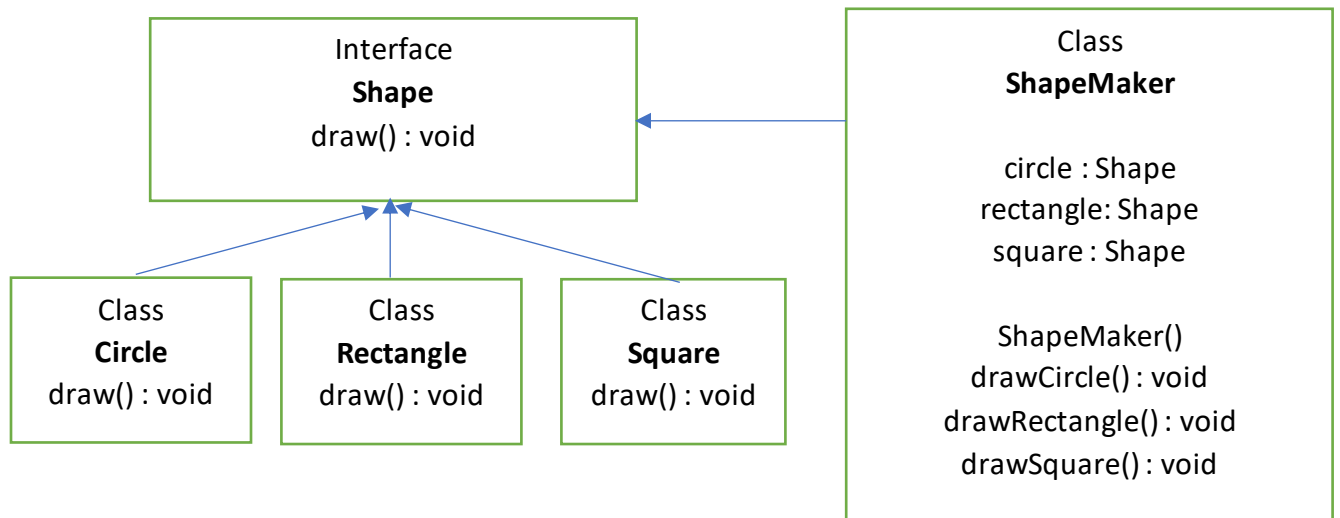 Interface
Shape
draw() : void
Class
ShapeMaker
circle : Shape
rectangle: Shape
square : Shape
ShapeMaker()
drawCircle() : void
drawRectangle() : void
drawSquare() : void
Class
Circle
draw() : void
Class
Rectangle
draw() : void
Class
Square
draw() : void